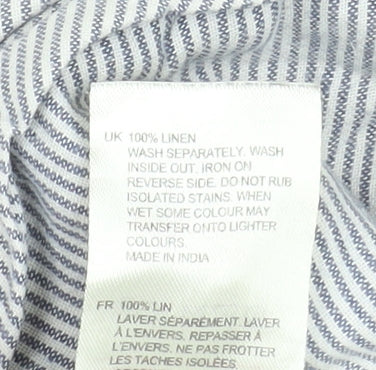 UK 100% LINEN
WASH SEPARATELY. WASH
INSIDE OUT. IRON ON
REVERSE SIDE. DO NOT RUB
ISOLATED STAINS. WHEN
WET SOME COLOUR MAY
TRANSFER ONTO LIGHTER
COLOURS.
MADE IN INDIA
FR 100% LIN
LAVER SÉPARÉMENT. LAVER
À L'ENVERS. REPASSER À
L'ENVERS. NE PAS FROTTER
LES TACHES ISOLÉES